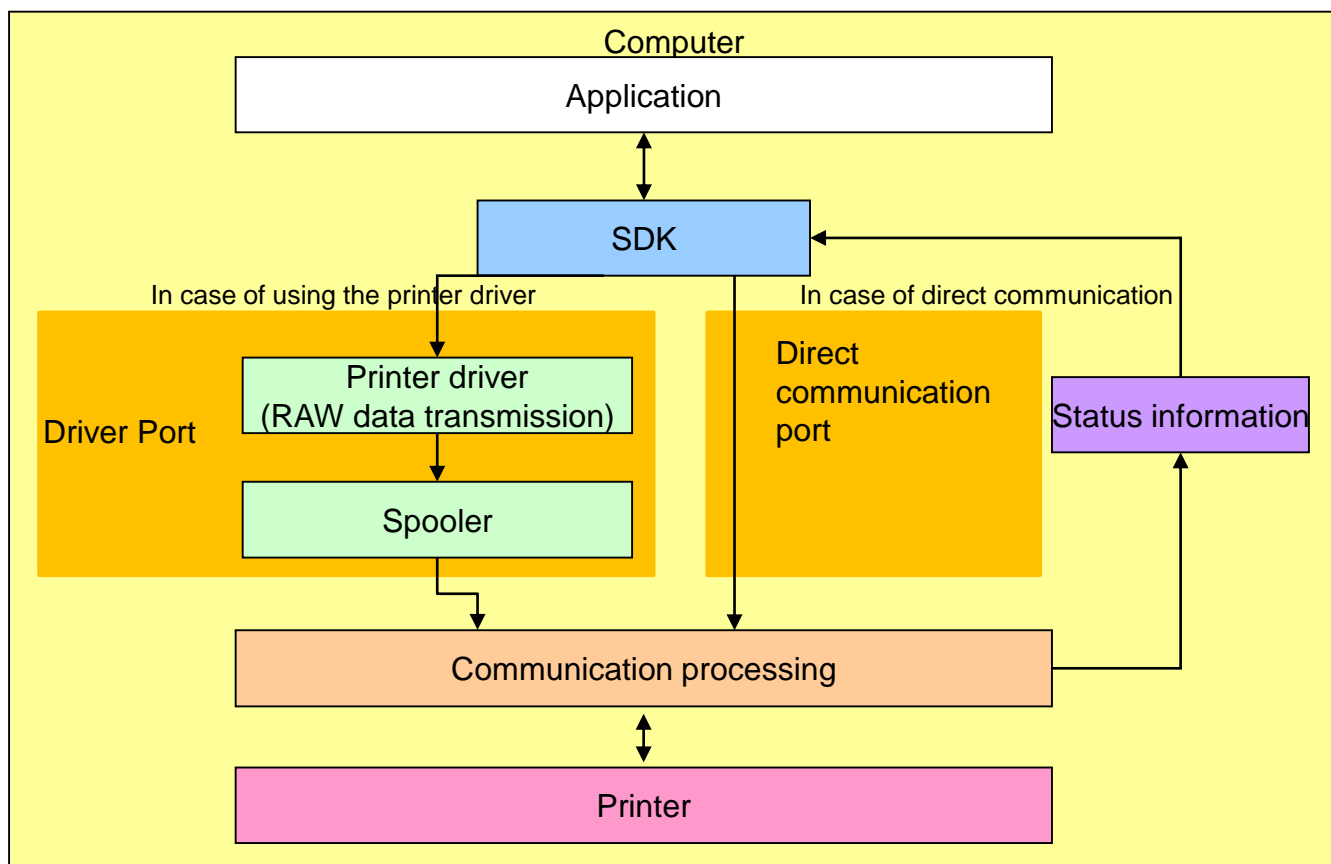 Computer
Application
SDK
In case of using the printer driver
In case of direct communication
Driver Port
Printer driver
(RAW data transmission)
Spooler
Direct
communication
port
Status information
Communication processing
Printer